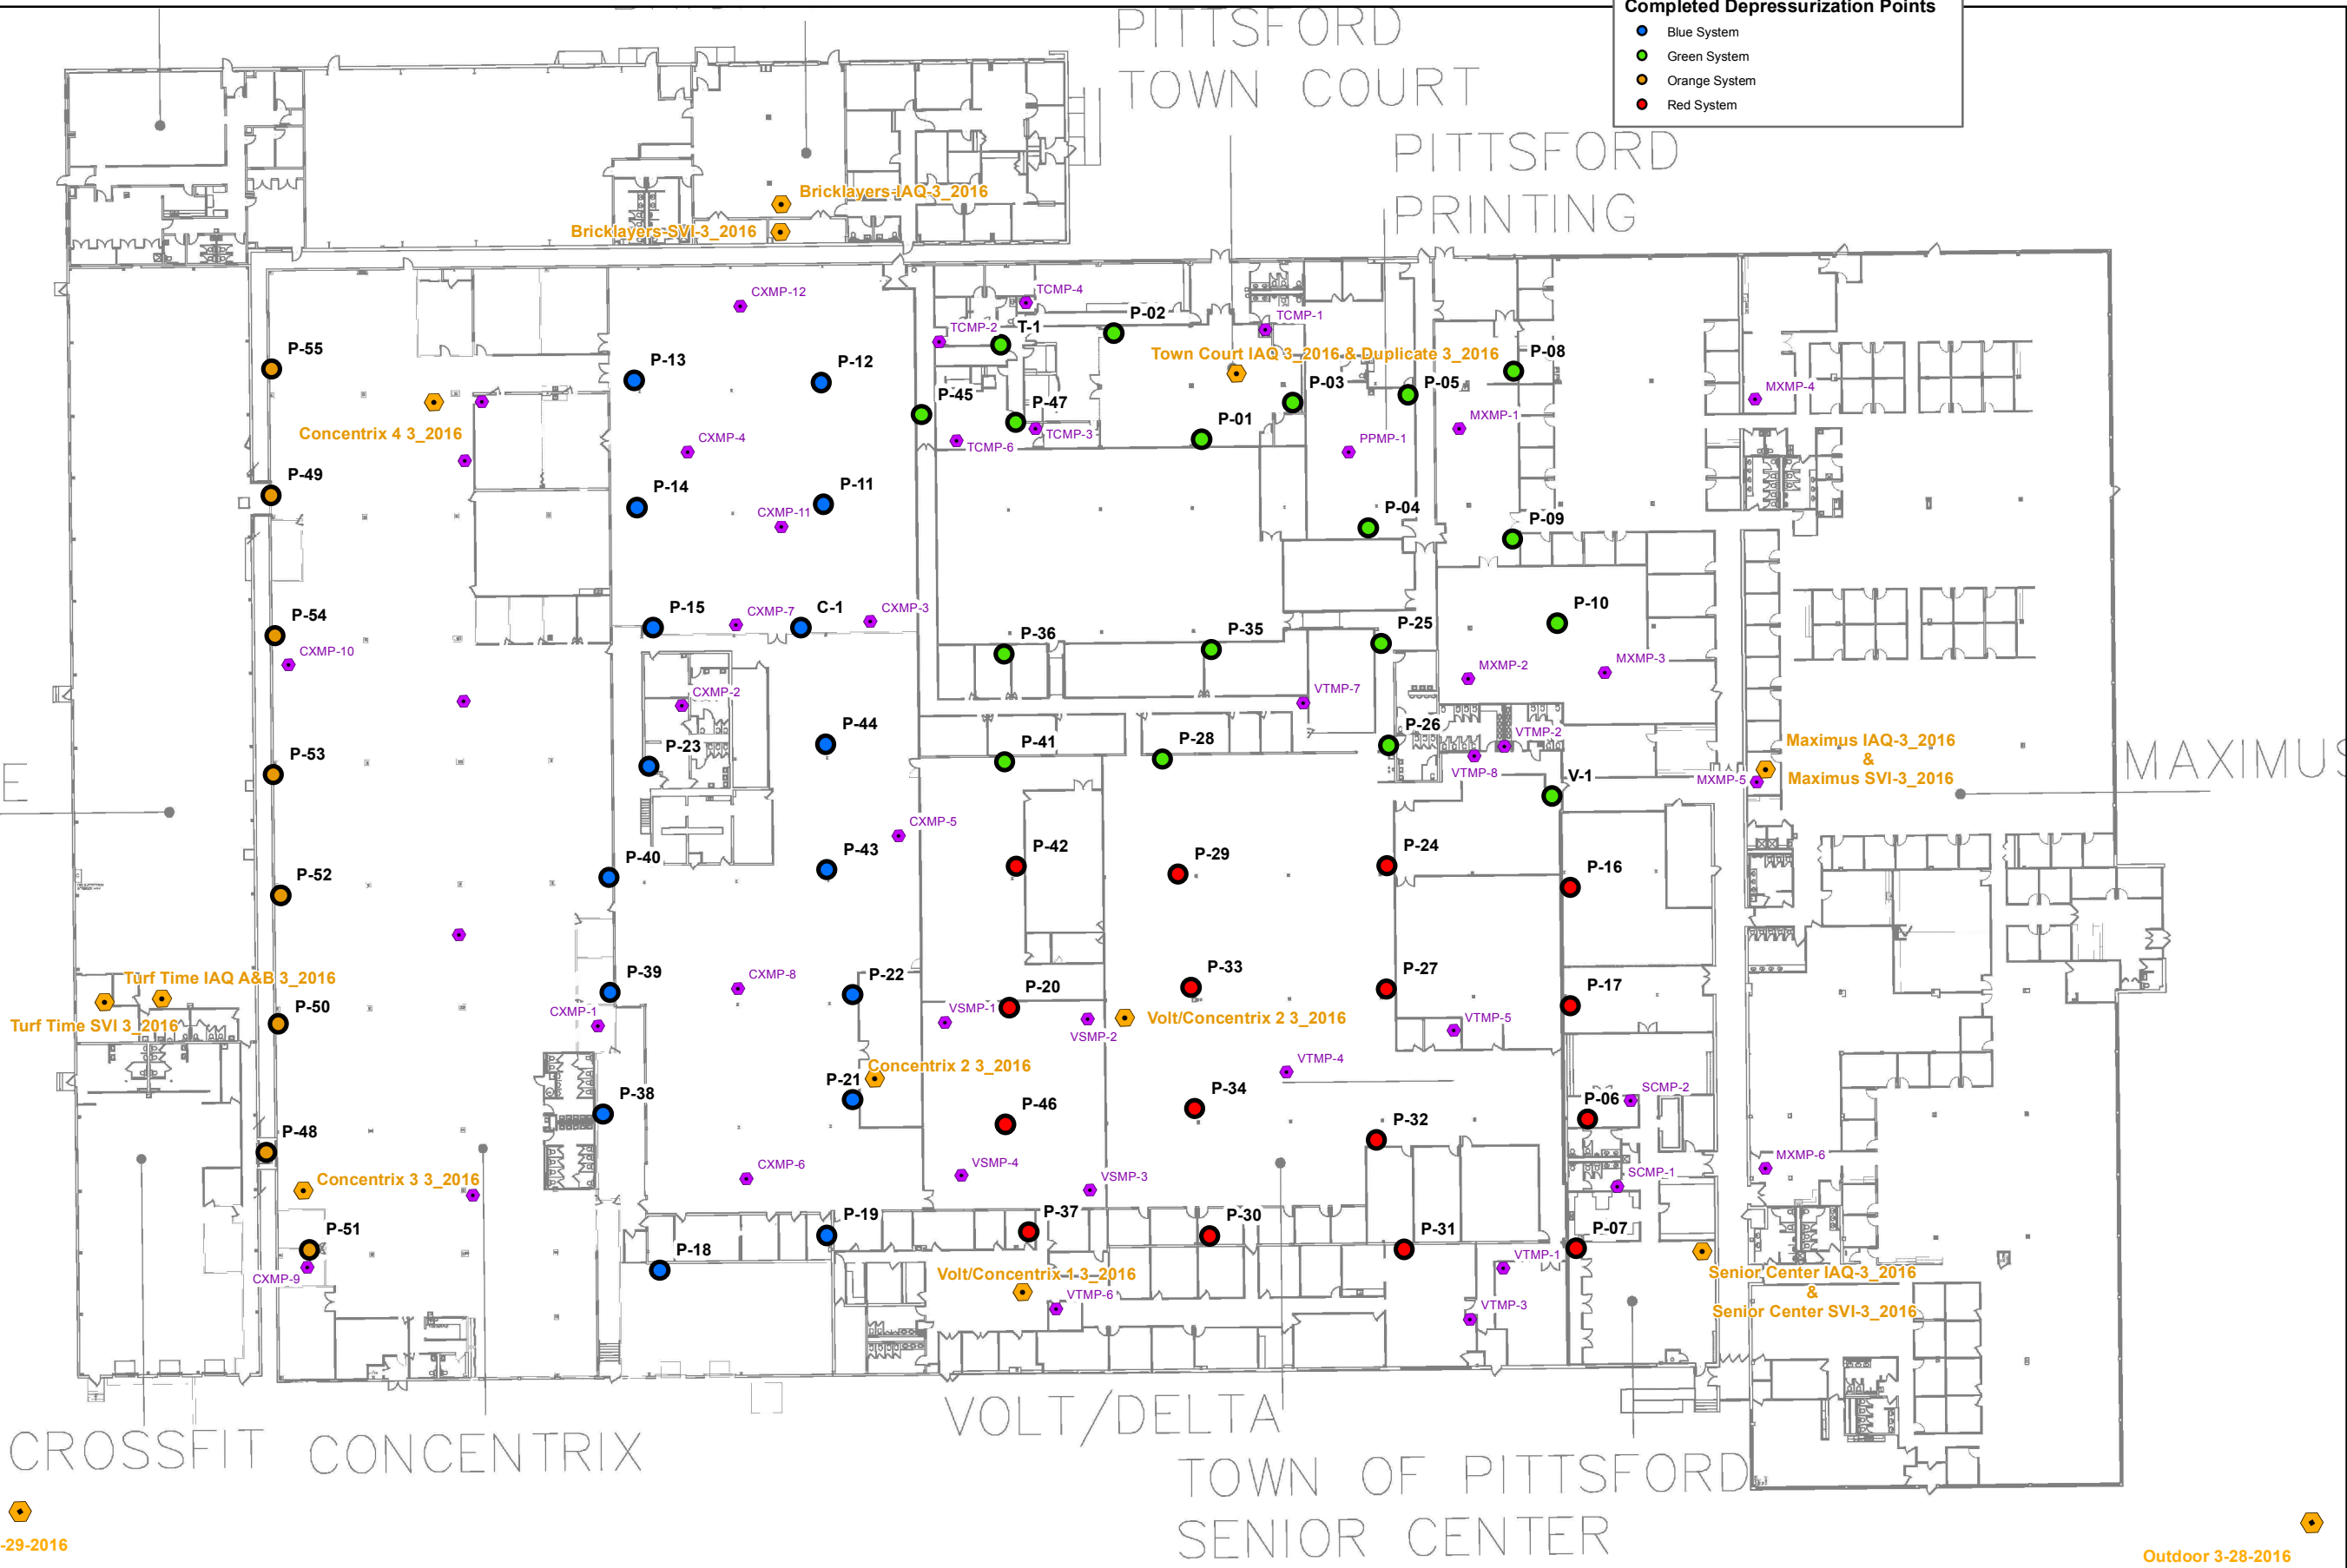 PITTSFORD
TOWN COURT
Completed Depressurization Points
Blue System
Green System
Orange System
Red System
PITTSFORD
PRINTING
Bricklayers-IAQ-3_2016
Bricklayers-SVI-3_2016
CXMP-12
TCMP-4
TCMP-2
T-1
P-02
TCMP-1
P-55
P-13
P-12
Town Court IAQ 3_2016 & Duplicate 3_2016
P-08
P-45
P-47
P-03
P-05
MXMP-4
Concentrix 4 3_2016
CXMP-4
TCMP-6
TCMP-3
P-01
PPMP-1
MXMP-1
P-49
P-14
P-11
CXMP-11
P-04
P-09
P-54
P-15
CXMP-7
C-1
CXMP-3
P-36
P-35
P-25
P-10
CXMP-10
CXMP-2
VTMP-7
MXMP-2
MXMP-3
P-53
P-23
P-44
P-41
P-28
P-26
VTMP-2
VTMP-8
V-1
MXMP-5
Maximus IAQ-3_2016
&
Maximus SVI-3_2016
MAXIMUS
E
CXMP-5
P-52
P-40
P-43
P-42
P-29
P-24
P-16
Turf Time IAQ A&B 3_2016
Turf Time SVI 3_2016
P-50
P-39
CXMP-8
P-22
P-20
P-33
P-27
P-17
CXMP-1
VSMP-1
VSMP-2
Volt/Concentrix 2 3_2016
VTMP-5
Concentrix 2 3_2016
VTMP-4
P-48
P-38
P-21
P-46
P-34
P-32
P-06
SCMP-2
Concentrix 3 3_2016
CXMP-6
VSMP-4
VSMP-3
SCMP-1
MXMP-6
P-51
CXMP-9
P-18
P-19
P-37
P-30
P-31
P-07
Volt/Concentrix 1-3_2016
VTMP-6
VTMP-1
VTMP-3
Senior Center IAQ-3_2016
&
Senior Center SVI-3_2016
CROSSFIT
CONCENTRIX
VOLT/DELTA
TOWN OF PITTSFORD
SENIOR CENTER
-29-2016
Outdoor 3-28-2016